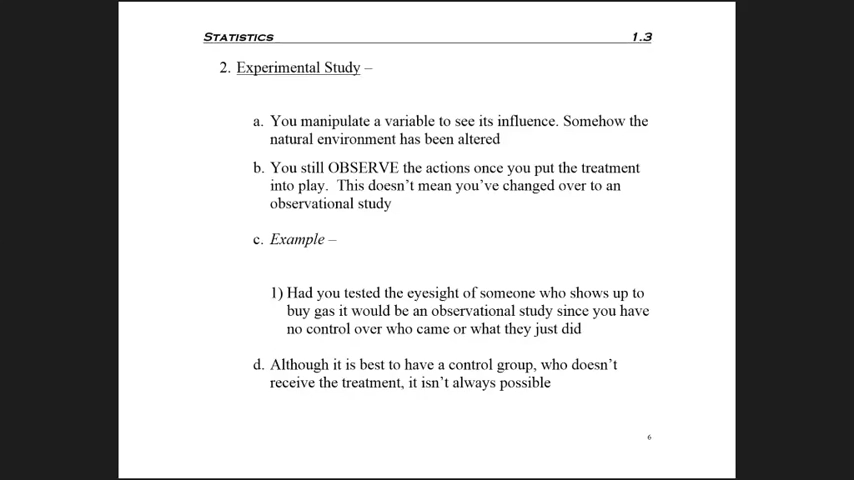 STATISTICS 1.3
2. Experimental Study –
a. You manipulate a variable to see its influence. Somehow the
natural environment has been altered
b. You still OBSERVE the actions once you put the treatment
into play.  This doesn't mean you've changed over to an
observational study
c. Example –
1) Had you tested the eyesight of someone who shows up to
buy gas it would be an observational study since you have
no control over who came or what they just did
d. Although it is best to have a control group, who doesn't
receive the treatment, it isn't always possible
6